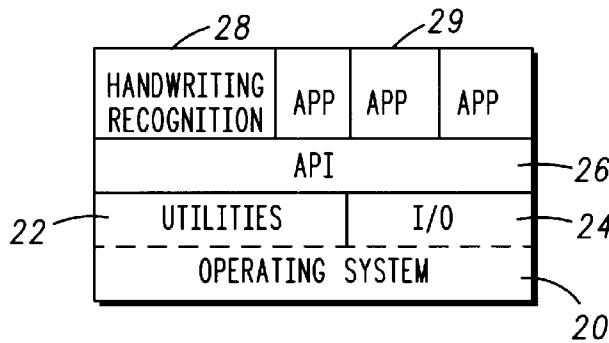 28 29
HANDWRITING
RECOGNITION APP APP APP
API
26
22 UTILITIES I/O 24
OPERATING SYSTEM
20